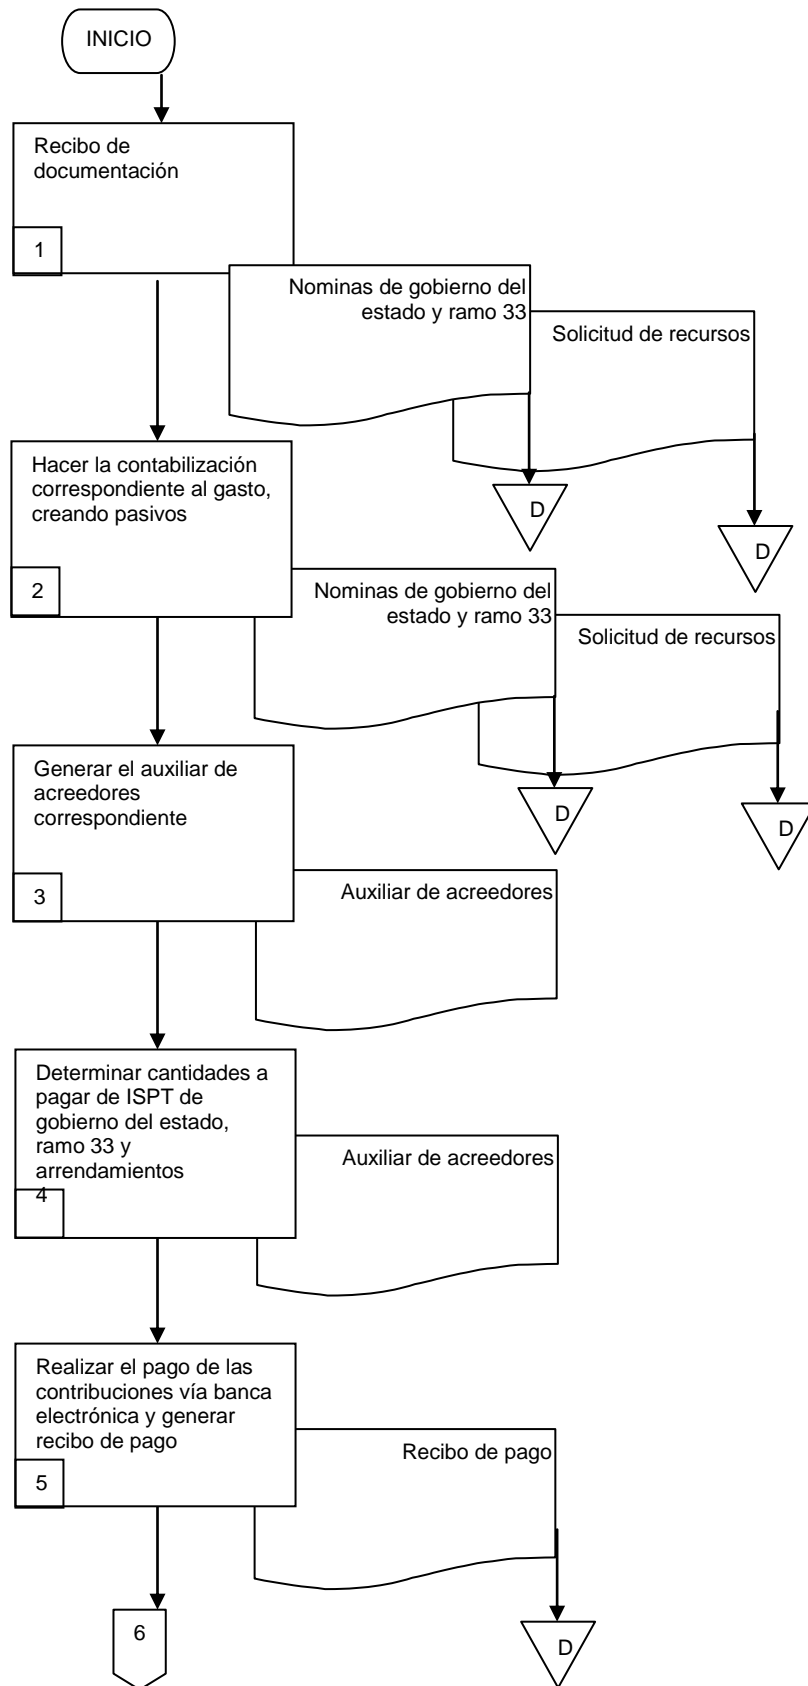 INICIO
Recibo de
documentación
1
Nominas de gobierno del
estado y ramo 33
Solicitud de recursos
D
D
Hacer la contabilización
correspondiente al gasto,
creando pasivos
2
Nominas de gobierno del
estado y ramo 33
Solicitud de recursos
D
D
Generar el auxiliar de
acreedores
correspondiente
3
Auxiliar de acreedores
Determinar cantidades a
pagar de ISPT de
gobierno del estado,
ramo 33 y
arrendamientos
4
Auxiliar de acreedores
Realizar el pago de las
contribuciones vía banca
electrónica y generar
recibo de pago
5
Recibo de pago
D
6